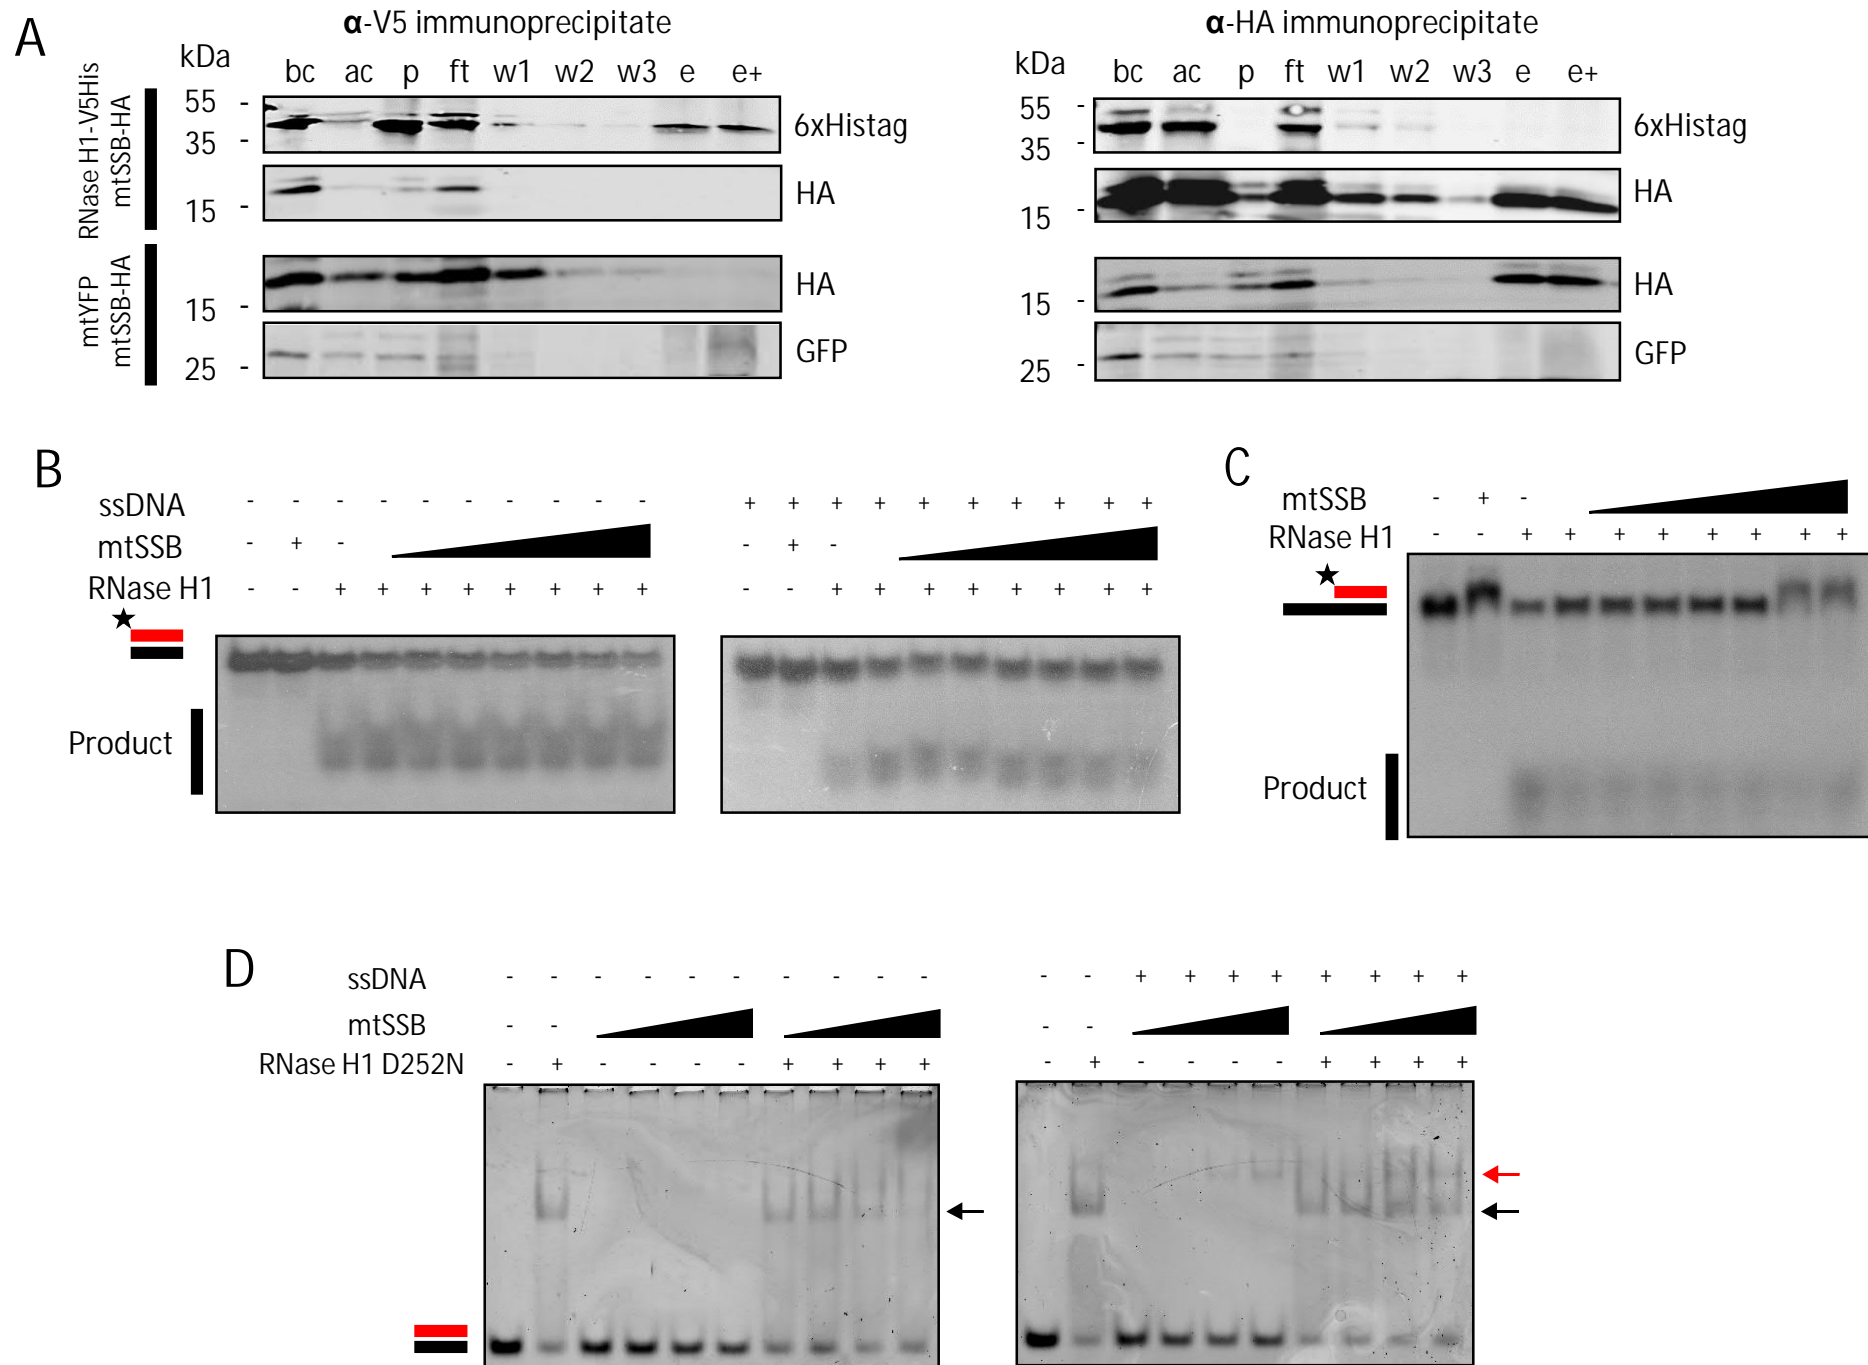 A
α-V5 immunoprecipitate
kDa
bc ac p ft w1 w2 w3 e e+
RNase H1-V5His
mtSSB-HA
55 -
35 -
6xHistag
15 -
HA
mtYFP
mtSSB-HA
15 -
HA
25 -
GFP
α-HA immunoprecipitate
kDa
bc ac p ft w1 w2 w3 e e+
55 -
35 -
6xHistag
15 -
HA
15 -
HA
25 -
GFP
B
ssDNA - - - - - - - - - -
mtSSB - + -
RNase H1 - - + + + + + + + +
Product
+ + + + + + + + + +
- + -
- - + + + + + + + +
C
mtSSB - + -
RNase H1 - - + + + + + + + +
Product
D
ssDNA - - - - - - - - - -
mtSSB - -
RNase H1 D252N - + - - - - + + + +
- - + + + + + + + +
- -
- + - - - - + + + +